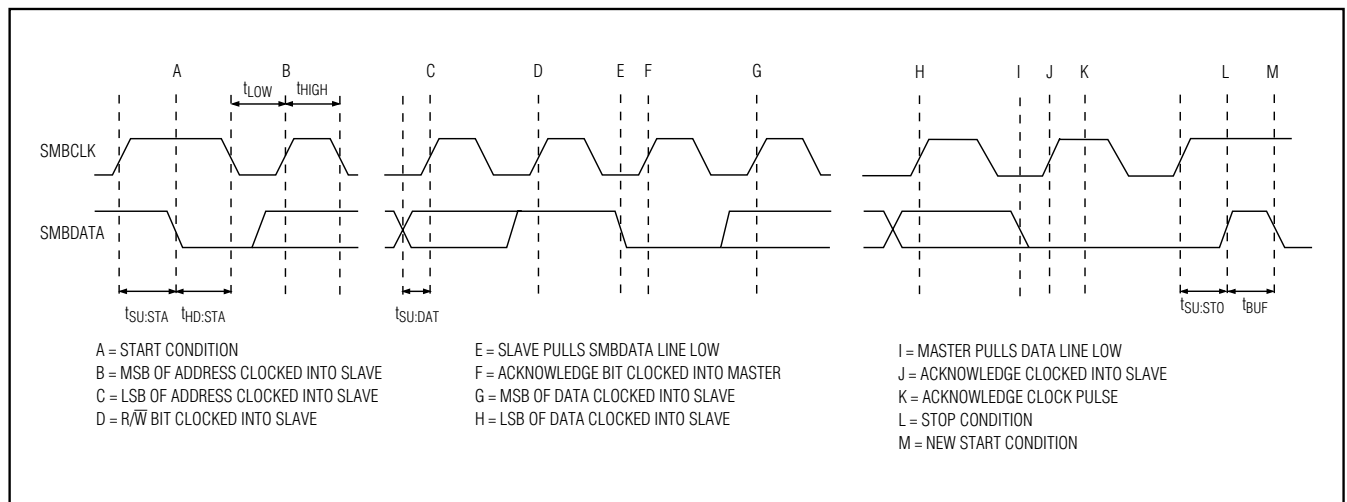 A B C D E F G H I J K L M
tLOW tHIGH
SMBCLK
SMBDATA
tSU:STA tHD:STA tSU:DAT tSU:STO tBUF
A = START CONDITION
B = MSB OF ADDRESS CLOCKED INTO SLAVE
C = LSB OF ADDRESS CLOCKED INTO SLAVE
D = R/W̅ BIT CLOCKED INTO SLAVE
E = SLAVE PULLS SMBDATA LINE LOW
F = ACKNOWLEDGE BIT CLOCKED INTO MASTER
G = MSB OF DATA CLOCKED INTO SLAVE
H = LSB OF DATA CLOCKED INTO SLAVE
I = MASTER PULLS DATA LINE LOW
J = ACKNOWLEDGE CLOCKED INTO SLAVE
K = ACKNOWLEDGE CLOCK PULSE
L = STOP CONDITION
M = NEW START CONDITION